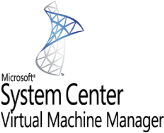 Microsoft®
System Center
Virtual Machine Manager